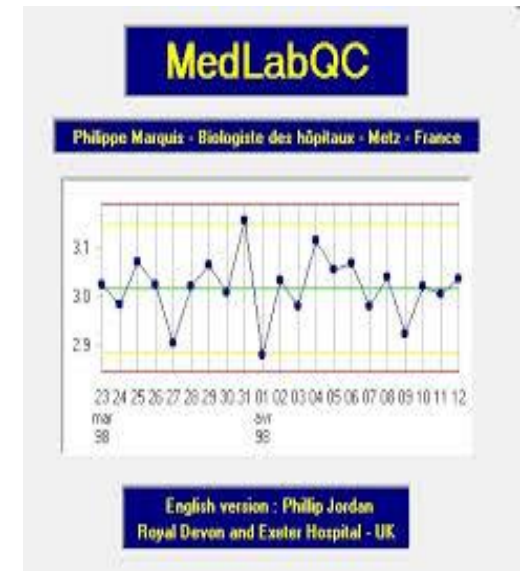 MedLabQC
Philippe Marquis - Biologiste des hôpitaux - Metz - France
3.1
3.0
2.9
23 24 25 26 27 28 29 30 31 01 02 03 04 05 06 07 08 09 10 11 12
mar avr
98 98
English version : Phillip Jordan
Royal Devon and Exeter Hospital - UK